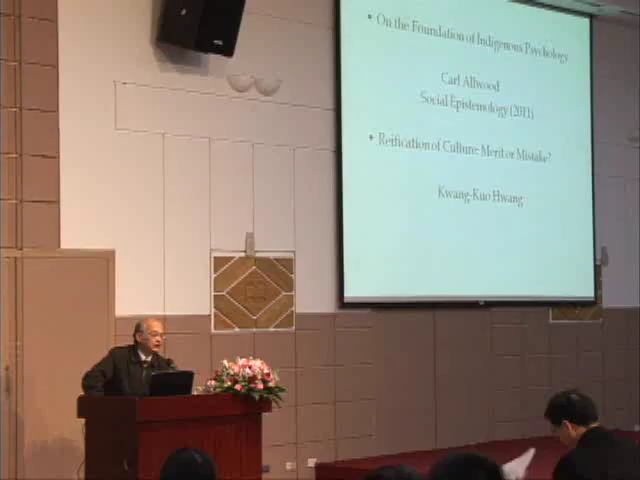 • On the Foundation of Indigenous Psychology
Carl Allwood
Social Epistemology (2011)
• Reification of Culture: Merit or Mistake?
Kwang-Kuo Hwang